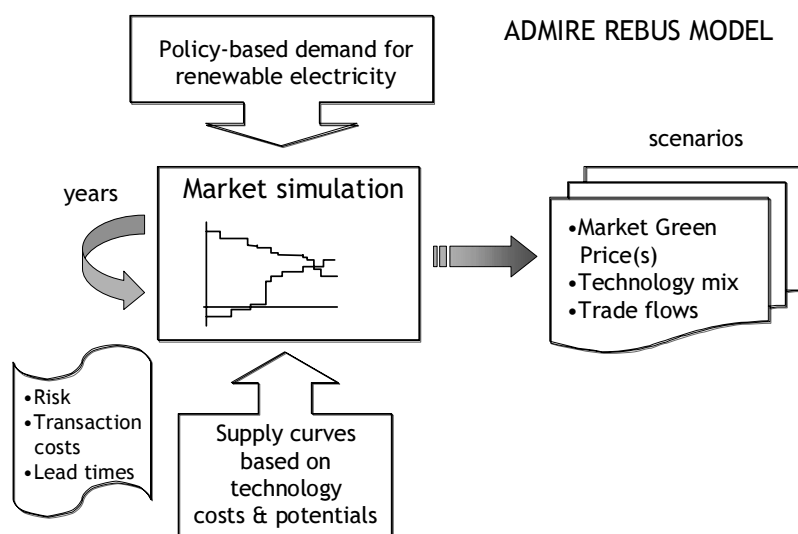 ADMIRE REBUS MODEL
Policy-based demand for
renewable electricity
scenarios
years
Market simulation
•Market Green
Price(s)
•Technology mix
•Trade flows
•Risk
•Transaction
costs
•Lead times
Supply curves
based on
technology
costs & potentials